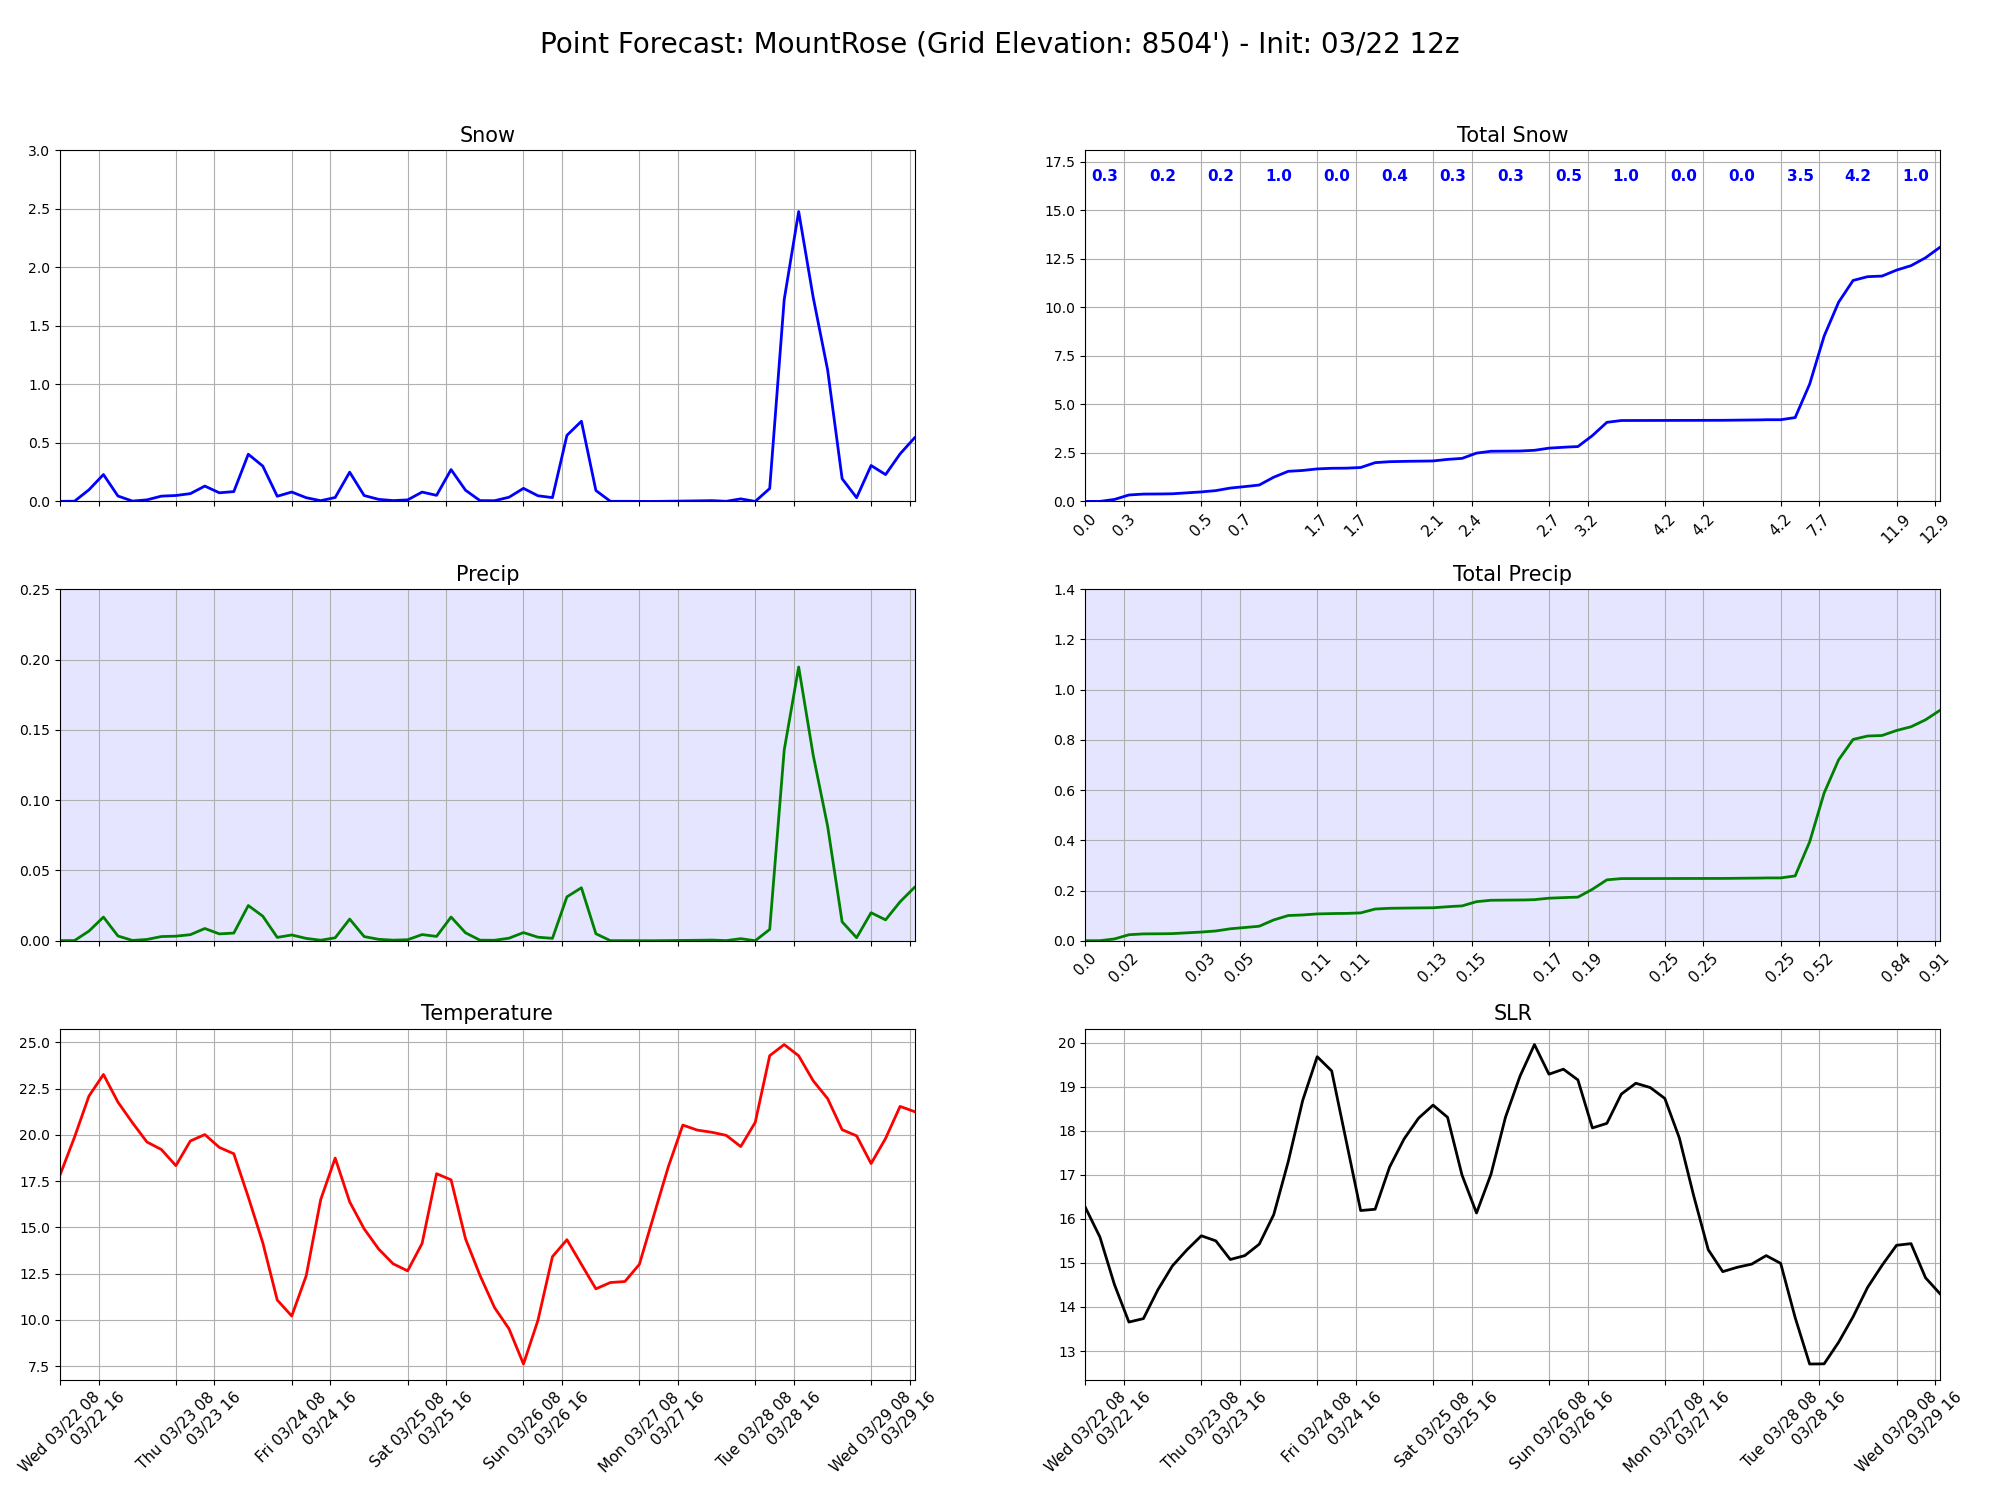 Point Forecast: MountRose (Grid Elevation: 8504') - Init: 03/22 12z
Snow
3.0
2.5
2.0
1.5
1.0
0.5
0.0
Total Snow
17.5
15.0
12.5
10.0
7.5
5.0
2.5
0.0
0.3 0.2 0.2 1.0 0.0 0.4 0.3 0.3 0.5 1.0 0.0 0.0 3.5 4.2 1.0
0.0 0.3 0.5 0.7 1.7 1.7 2.1 2.4 2.7 3.2 4.2 4.2 4.2 7.7 11.9 12.9
Precip
0.25
0.20
0.15
0.10
0.05
0.00
Total Precip
1.4
1.2
1.0
0.8
0.6
0.4
0.2
0.0
0.0 0.02 0.03 0.05 0.11 0.11 0.13 0.15 0.17 0.19 0.25 0.25 0.25 0.52 0.84 0.91
Temperature
25.0
22.5
20.0
17.5
15.0
12.5
10.0
7.5
Wed 03/22 08
03/22 16
Thu 03/23 08
03/23 16
Fri 03/24 08
03/24 16
Sat 03/25 08
03/25 16
Sun 03/26 08
03/26 16
Mon 03/27 08
03/27 16
Tue 03/28 08
03/28 16
Wed 03/29 08
03/29 16
SLR
20
19
18
17
16
15
14
13
Wed 03/22 08
03/22 16
Thu 03/23 08
03/23 16
Fri 03/24 08
03/24 16
Sat 03/25 08
03/25 16
Sun 03/26 08
03/26 16
Mon 03/27 08
03/27 16
Tue 03/28 08
03/28 16
Wed 03/29 08
03/29 16